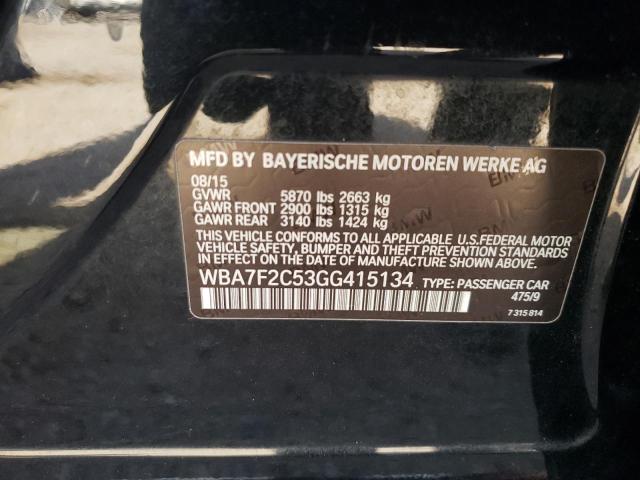 MFD BY BAYERISCHE MOTOREN WERKE AG
08/15
GVWR 5870 lbs 2663 kg
GAWR FRONT 2900 lbs 1315 kg
GAWR REAR 3140 lbs 1424 kg
THIS VEHICLE CONFORMS TO ALL APPLICABLE U.S.FEDERAL MOTOR
VEHICLE SAFETY, BUMPER, AND THEFT PREVENTION STANDARDS
IN EFFECT ON THE DATE OF MANUFACTURE SHOWN ABOVE.
WBA7F2C53GG415134 TYPE: PASSENGER CAR
475/9
7 315 814